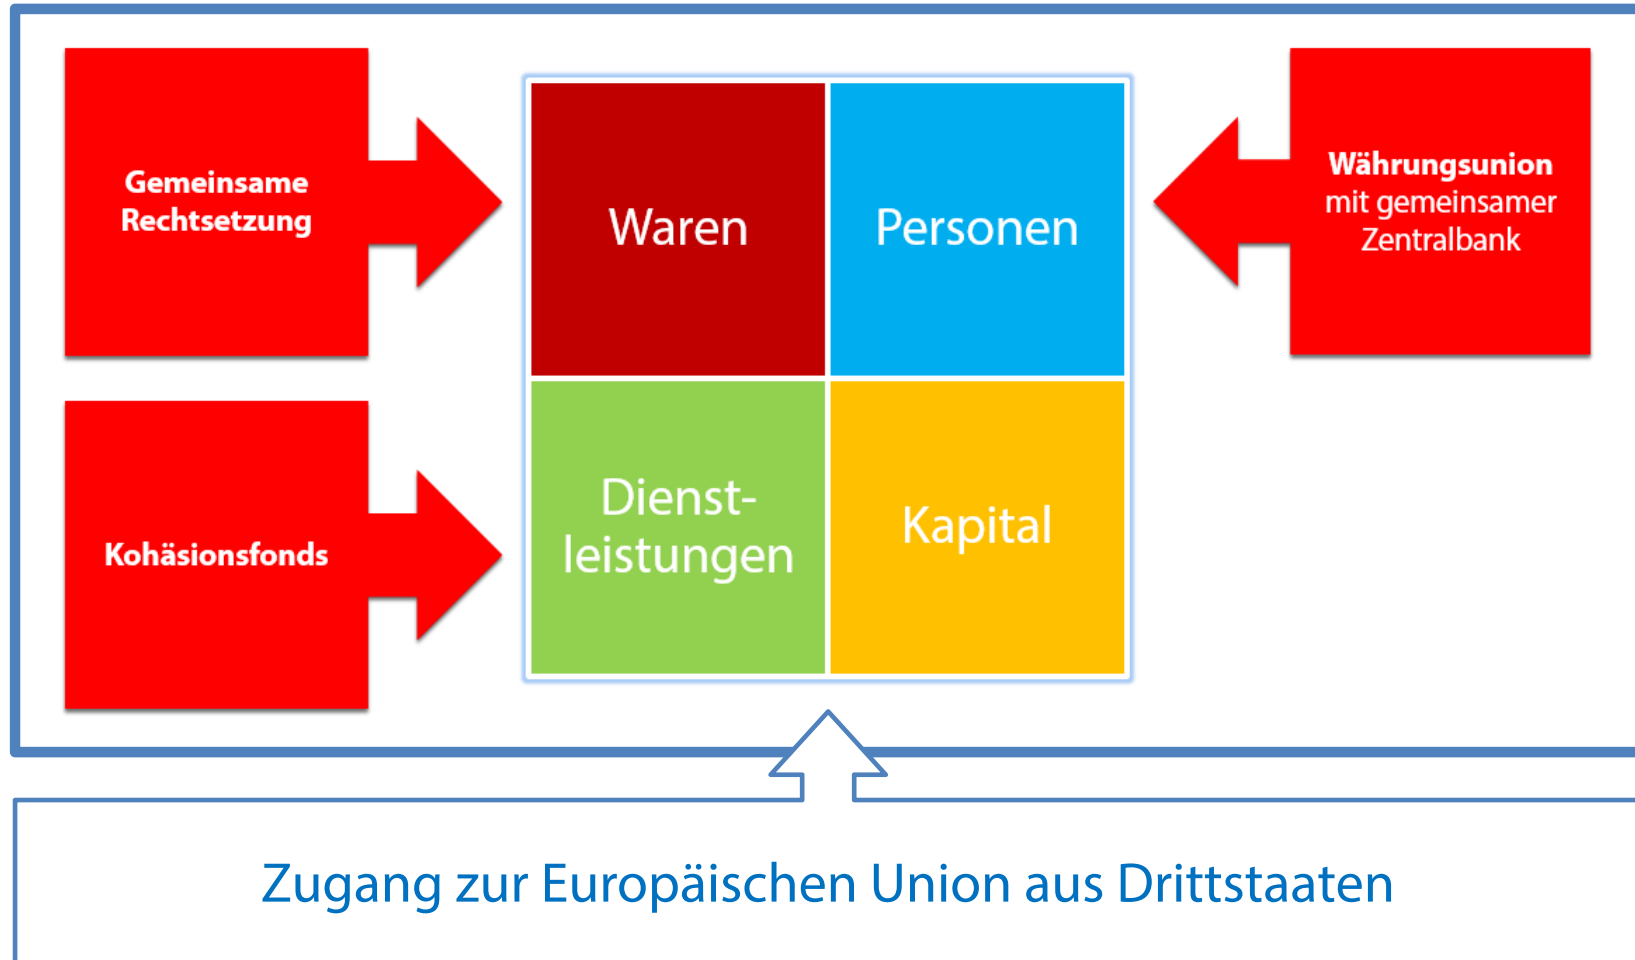 Gemeinsame
Rechtsetzung
Waren
Personen
Währungsunion
mit gemeinsamer
Zentralbank
Kohäsionsfonds
Dienst-
leistungen
Kapital
Zugang zur Europäischen Union aus Drittstaaten